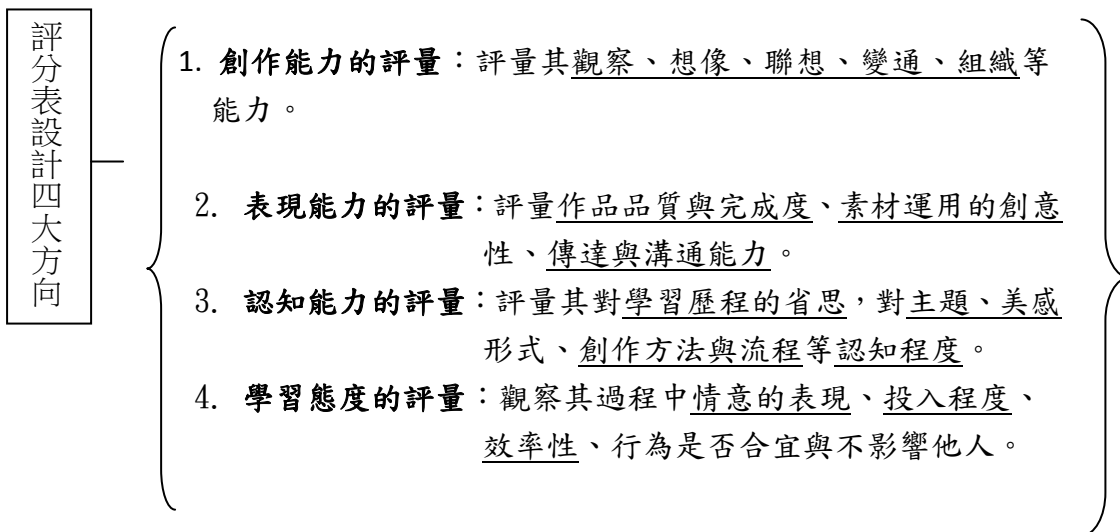 評分表設計四大方向
1. 創作能力的評量：評量其觀察、想像、聯想、變通、組織等
能力。
2. 表現能力的評量：評量作品品質與完成度、素材運用的創意
性、傳達與溝通能力。
3. 認知能力的評量：評量其對學習歷程的省思，對主題、美感
形式、創作方法與流程等認知程度。
4. 學習態度的評量：觀察其過程中情意的表現、投入程度、
效率性、行為是否合宜與不影響他人。